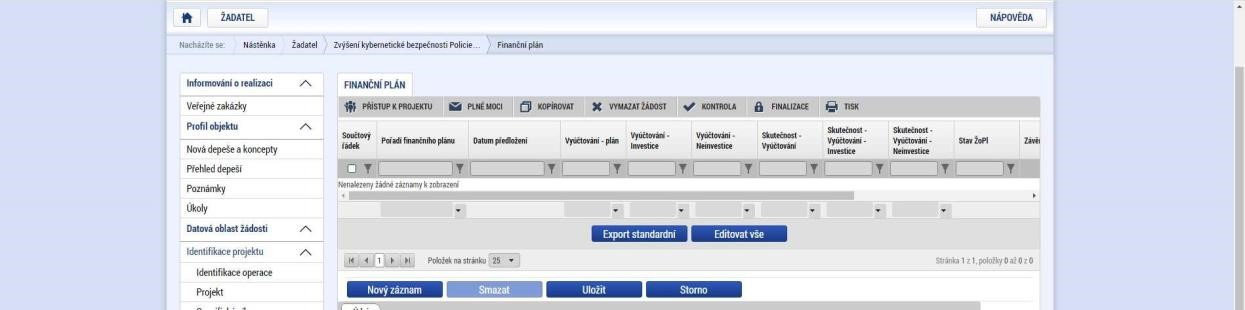 ŽADATEL
NÁPOVĚDA
Nacházíte se: Nástěnka Žadatel Zvýšení kybernetické bezpečnosti Policie... Finanční plán
Informování o realizaci
Veřejné zakázky
Profil objektu
Nová depeše a koncepty
Přehled depeší
Poznámky
Úkoly
Datová oblast žádosti
Identifikace projektu
Identifikace operace
Projekt
FINANČNÍ PLÁN
PŘÍSTUP K PROJEKTU PLNÉ MOCI KOPÍROVAT VYMAZAT ŽÁDOST KONTROLA FINALIZACE TISK
Součtový řádek Pořadí finančního plánu Datum předložení Vyúčtování - plán Vyúčtování - Investice Vyúčtování - Neinvestice Skutečnost - Vyúčtování Skutečnost - Vyúčtování - Investice Skutečnost - Vyúčtování - Neinvestice Stav ŽoPl
Nenalezeny žádné záznamy k zobrazení
Export standardní Editovat vše
1 Položek na stránku 25 Stránka 1 z 1, položky 0 až 0 z 0
Nový záznam Smazat Uložit Storno